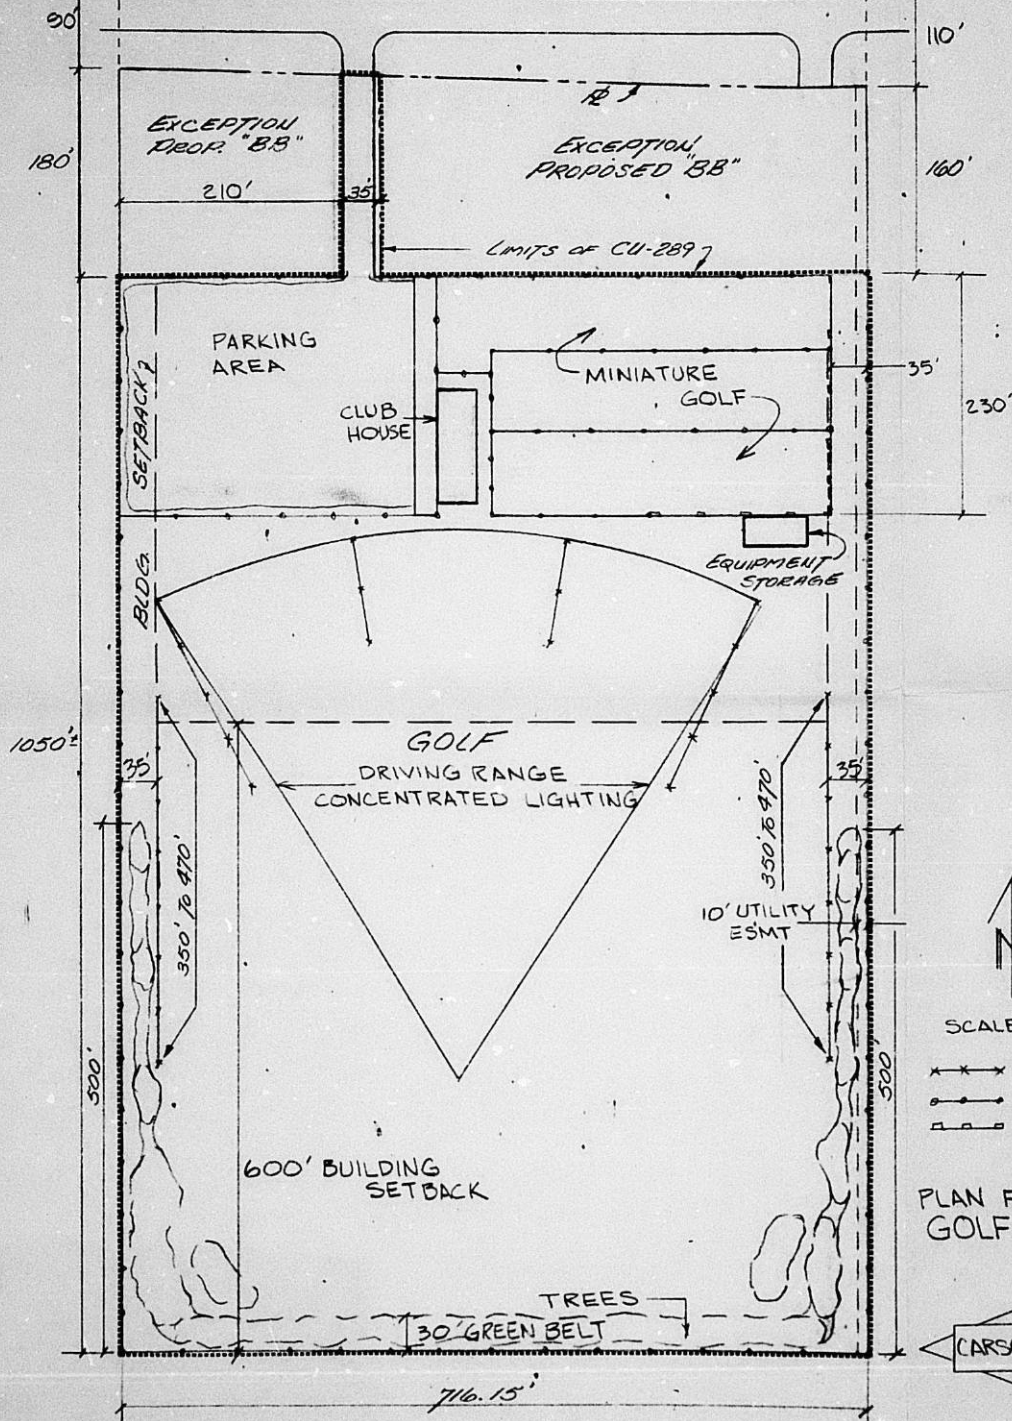 90'
110'
EXCEPTION
PROP. "BB"
EXCEPTION
PROPOSED "BB"
180'
160'
210'
35'
LIMITS OF CU-289
PARKING
AREA
MINIATURE
GOLF
35'
230'
CLUB
HOUSE
BLDG. SETBACK
EQUIPMENT
STORAGE
1050'±
GOLF
DRIVING RANGE
CONCENTRATED LIGHTING
35'
35'
350' TO 470'
350' TO 470'
10' UTILITY
ESMT
N
SCALE
500'
500'
600' BUILDING
SETBACK
PLAN F
GOLF
TREES
30' GREEN BELT
CARS
716.15'